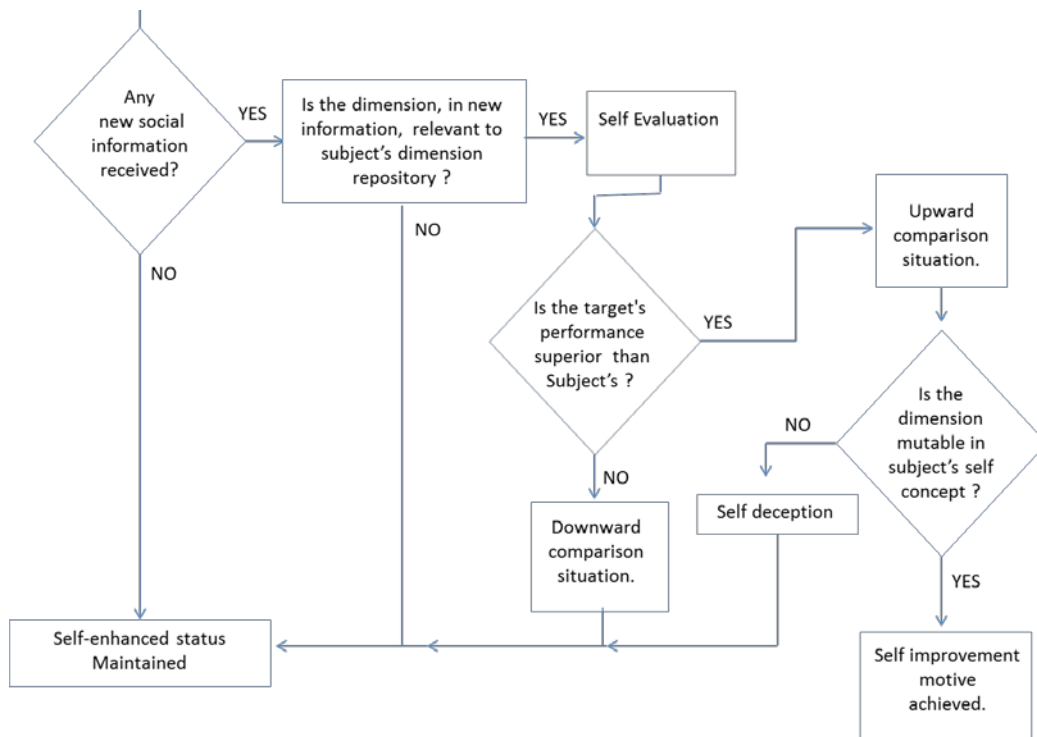 Any
new social
information
received?
YES
Is the dimension, in new
information, relevant to
subject's dimension
repository ?
YES
Self Evaluation
NO
NO
Is the target's
performance
superior than
Subject's ?
YES
Upward
comparison
situation.
Is the
dimension
mutable in
subject's self
concept ?
NO
Self deception
NO
Downward
comparison
situation.
YES
Self-enhanced status
Maintained
Self improvement
motive
achieved.